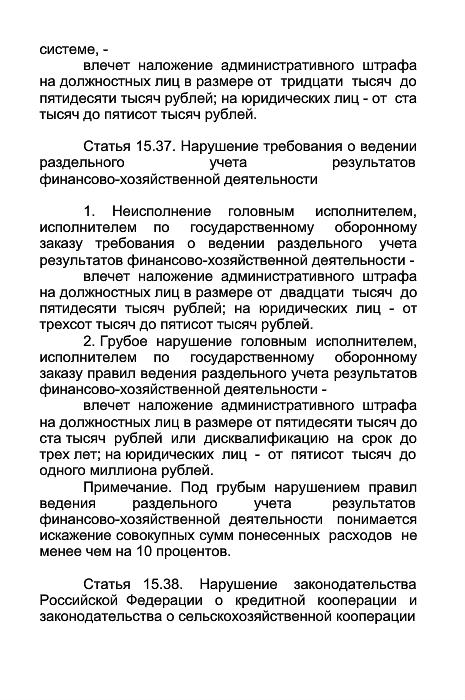 системе, -
влечет наложение административного штрафа
на должностных лиц в размере от тридцати тысяч до
пятидесяти тысяч рублей; на юридических лиц - от ста
тысяч до пятисот тысяч рублей.
Статья 15.37. Нарушение требования о ведении
раздельного учета результатов
финансово-хозяйственной деятельности
1. Неисполнение головным исполнителем,
исполнителем по государственному оборонному
заказу требования о ведении раздельного учета
результатов финансово-хозяйственной деятельности -
влечет наложение административного штрафа
на должностных лиц в размере от двадцати тысяч до
пятидесяти тысяч рублей; на юридических лиц - от
трехсот тысяч до пятисот тысяч рублей.
2. Грубое нарушение головным исполнителем,
исполнителем по государственному оборонному
заказу правил ведения раздельного учета результатов
финансово-хозяйственной деятельности -
влечет наложение административного штрафа
на должностных лиц в размере от пятидесяти тысяч до
ста тысяч рублей или дисквалификацию на срок до
трех лет; на юридических лиц - от пятисот тысяч до
одного миллиона рублей.
Примечание. Под грубым нарушением правил
ведения раздельного учета результатов
финансово-хозяйственной деятельности понимается
искажение совокупных сумм понесенных расходов не
менее чем на 10 процентов.
Статья 15.38. Нарушение законодательства
Российской Федерации о кредитной кооперации и
законодательства о сельскохозяйственной кооперации